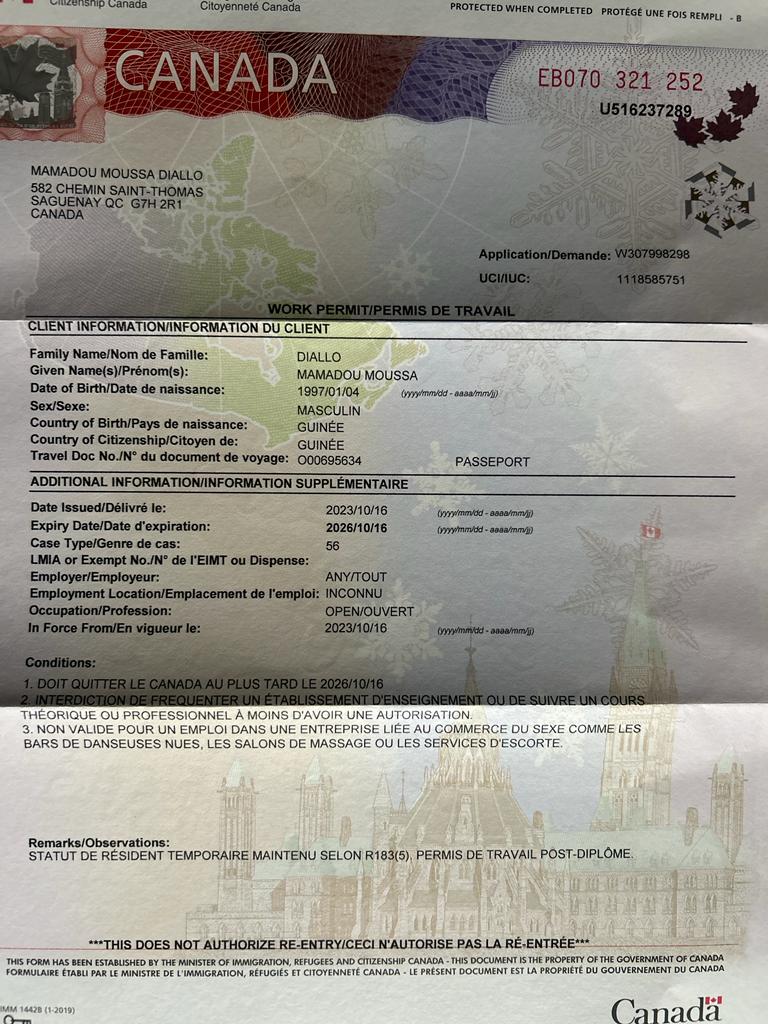 Citizenship Canada
Citoyenneté Canada
PROTECTED WHEN COMPLETED PROTÉGÉ UNE FOIS REMPLI - B
CANADA
EB070 321 252
U516237289
MAMADOU MOUSSA DIALLO
582 CHEMIN SAINT-THOMAS
SAGUENAY QC G7H 2R1
CANADA
Application/Demande: W307998298
UCI/IUC: 1118585751
WORK PERMIT/PERMIS DE TRAVAIL
CLIENT INFORMATION/INFORMATION DU CLIENT
Family Name/Nom de Famille: DIALLO
Given Name(s)/Prénom(s): MAMADOU MOUSSA
Date of Birth/Date de naissance: 1997/01/04 (yyyy/mm/dd - aaaa/mm/jj)
Sex/Sexe: MASCULIN
Country of Birth/Pays de naissance: GUINÉE
Country of Citizenship/Citoyen de: GUINÉE
Travel Doc No./N° du document de voyage: O00695634 PASSEPORT
ADDITIONAL INFORMATION/INFORMATION SUPPLÉMENTAIRE
Date Issued/Délivré le: 2023/10/16 (yyyy/mm/dd - aaaa/mm/jj)
Expiry Date/Date d'expiration: 2026/10/16 (yyyy/mm/dd - aaaa/mm/jj)
Case Type/Genre de cas: 56
LMIA or Exempt No./N° de l'EIMT ou Dispense:
Employer/Employeur: ANY/TOUT
Employment Location/Emplacement de l'emploi: INCONNU
Occupation/Profession: OPEN/OUVERT
In Force From/En vigueur le: 2023/10/16 (yyyy/mm/dd - aaaa/mm/jj)
Conditions:
1. DOIT QUITTER LE CANADA AU PLUS TARD LE 2026/10/16
2. INTERDICTION DE FREQUENTER UN ÉTABLISSEMENT D'ENSEIGNEMENT OU DE SUIVRE UN COURS
THÉORIQUE OU PROFESSIONNEL À MOINS D'AVOIR UNE AUTORISATION.
3. NON VALIDE POUR UN EMPLOI DANS UNE ENTREPRISE LIÉE AU COMMERCE DU SEXE COMME LES
BARS DE DANSEUSES NUES, LES SALONS DE MASSAGE OU LES SERVICES D'ESCORTE.
Remarks/Observations:
STATUT DE RÉSIDENT TEMPORAIRE MAINTENU SELON R183(5). PERMIS DE TRAVAIL POST-DIPLÔME.
***THIS DOES NOT AUTHORIZE RE-ENTRY/CECI N'AUTORISE PAS LA RÉ-ENTRÉE***
THIS FORM HAS BEEN ESTABLISHED BY THE MINISTER OF IMMIGRATION, REFUGEES AND CITIZENSHIP CANADA - THIS DOCUMENT IS THE PROPERTY OF THE GOVERNMENT OF CANADA
FORMULAIRE ÉTABLI PAR LE MINISTRE DE L'IMMIGRATION, RÉFUGIÉS ET CITOYENNETÉ CANADA - LE PRÉSENT DOCUMENT EST LA PROPRIÉTÉ DU GOUVERNEMENT DU CANADA
IMM 1442B (1-2019)
Canada